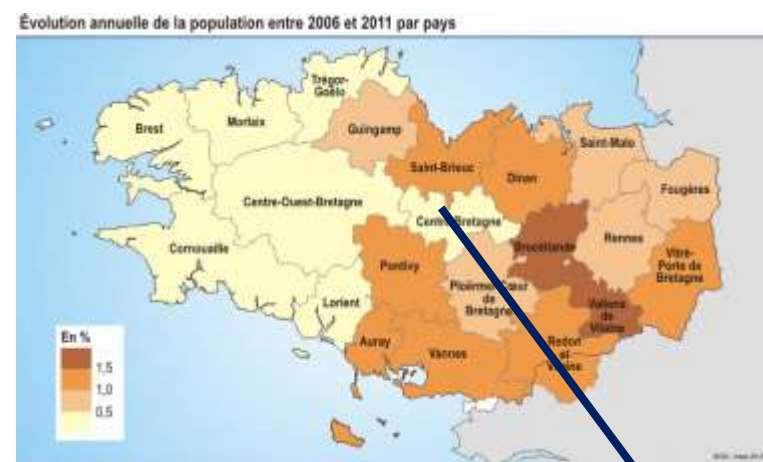 Évolution annuelle de la population entre 2006 et 2011 par pays
Trégor-
Goëlo
Brest
Morlaix
Guingamp
Saint-Malo
Saint-Brieuc
Dinan
Fougères
Centre-Ouest-Bretagne
Centre-Bretagne
Brocéliande
Rennes
Cornouaille
Pontivy
Vitré-
Porte de
Bretagne
Ploërmel-Cœur
de
Bretagne
Lorient
Vallons
de
Vilaine
Auray
Vannes
Redon
et
Vilaine
En %
1,5
1,0
0,5